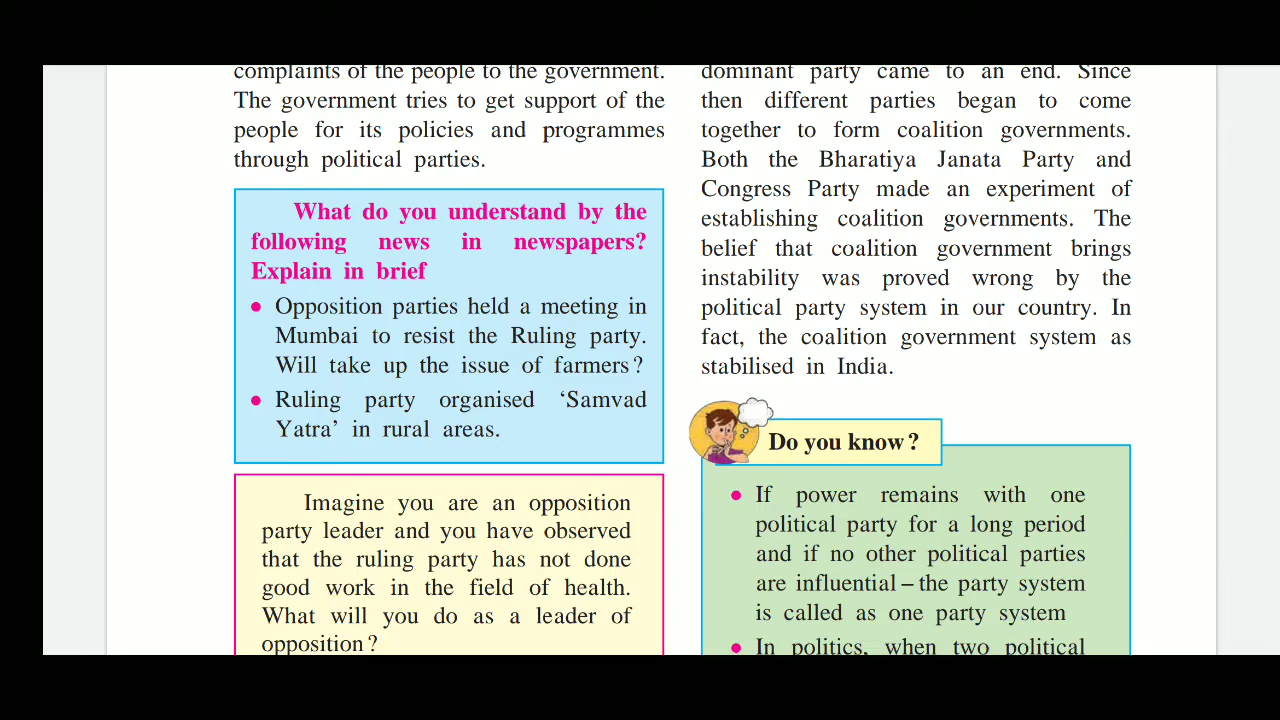 complaints of the people to the government.
The government tries to get support of the
people for its policies and programmes
through political parties.
What do you understand by the
following news in newspapers?
Explain in brief
• Opposition parties held a meeting in
Mumbai to resist the Ruling party.
Will take up the issue of farmers?
• Ruling party organised ‘Samvad
Yatra’ in rural areas.
Imagine you are an opposition
party leader and you have observed
that the ruling party has not done
good work in the field of health.
What will you do as a leader of
opposition?
dominant party came to an end. Since
then different parties began to come
together to form coalition governments.
Both the Bharatiya Janata Party and
Congress Party made an experiment of
establishing coalition governments. The
belief that coalition government brings
instability was proved wrong by the
political party system in our country. In
fact, the coalition government system as
stabilised in India.
Do you know?
• If power remains with one
political party for a long period
and if no other political parties
are influential – the party system
is called as one party system
• In politics, when two political